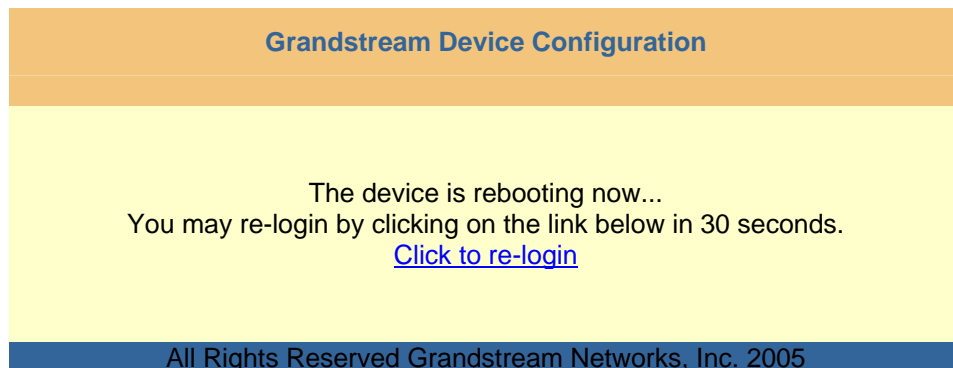 Grandstream Device Configuration
The device is rebooting now...
You may re-login by clicking on the link below in 30 seconds.
Click to re-login
All Rights Reserved Grandstream Networks, Inc. 2005